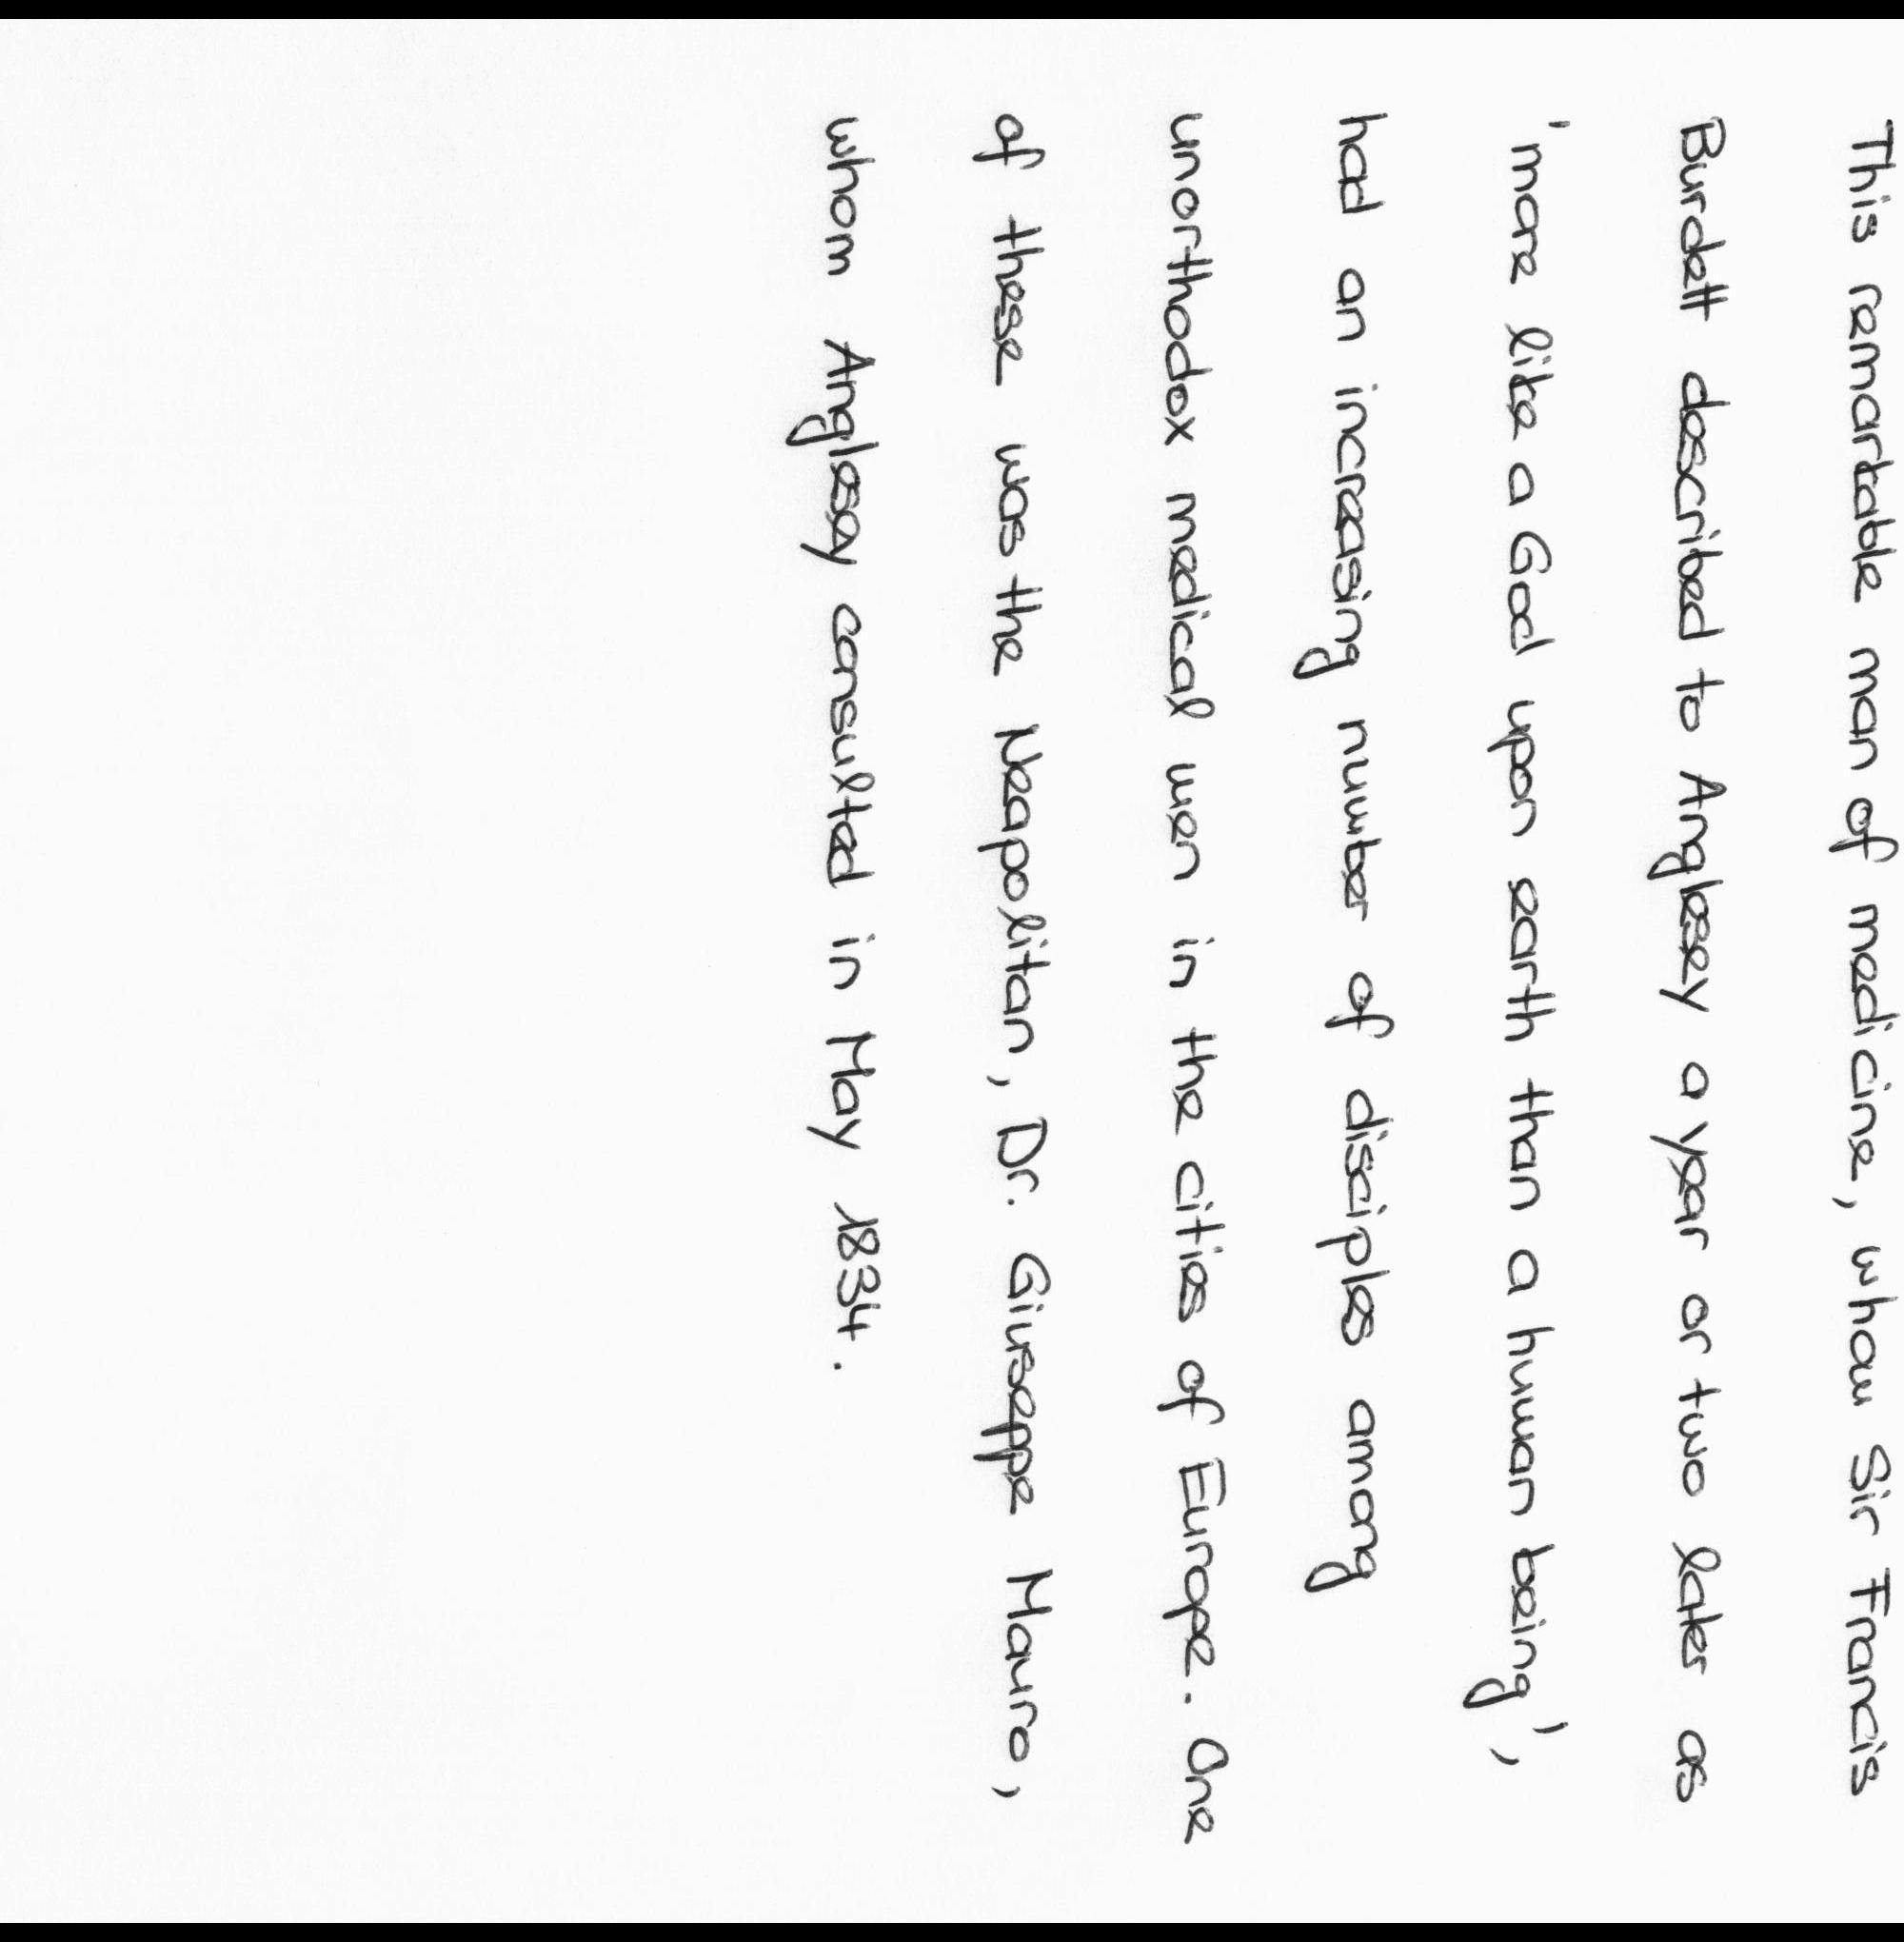 This remarkable man of medicine, whom Sir Francis
Burdett described to Anglesey a year or two later as
'more like a God upon earth than a human being',
had an increasing number of disciples among
unorthodox medical men in the cities of Europe. One
of these was the Neapolitan, Dr. Giuseppe Mauro,
whom Anglesey consulted in May 1834.